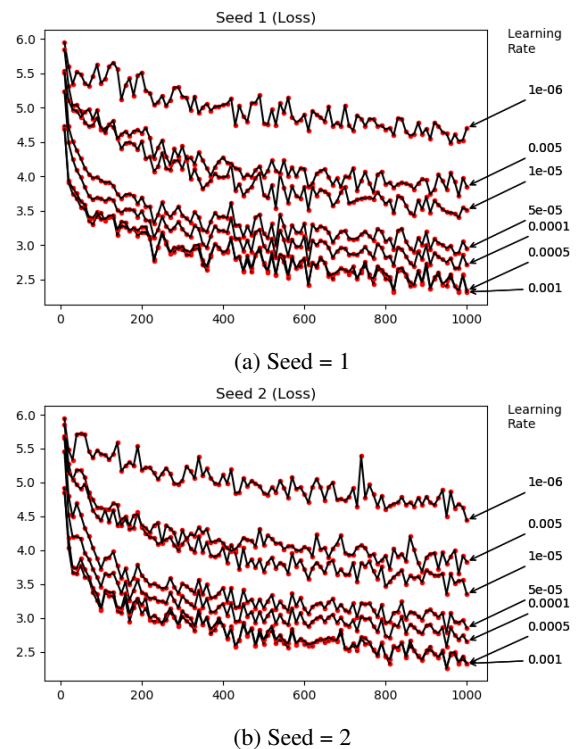 Seed 1 (Loss)
Learning
Rate
6.0
5.5
5.0
4.5
4.0
3.5
3.0
2.5
1e-06
0.005
1e-05
5e-05
0.0001
0.0005
0.001
0 200 400 600 800 1000
(a) Seed = 1
Seed 2 (Loss)
Learning
Rate
6.0
5.5
5.0
4.5
4.0
3.5
3.0
2.5
1e-06
0.005
1e-05
5e-05
0.0001
0.0005
0.001
0 200 400 600 800 1000
(b) Seed = 2